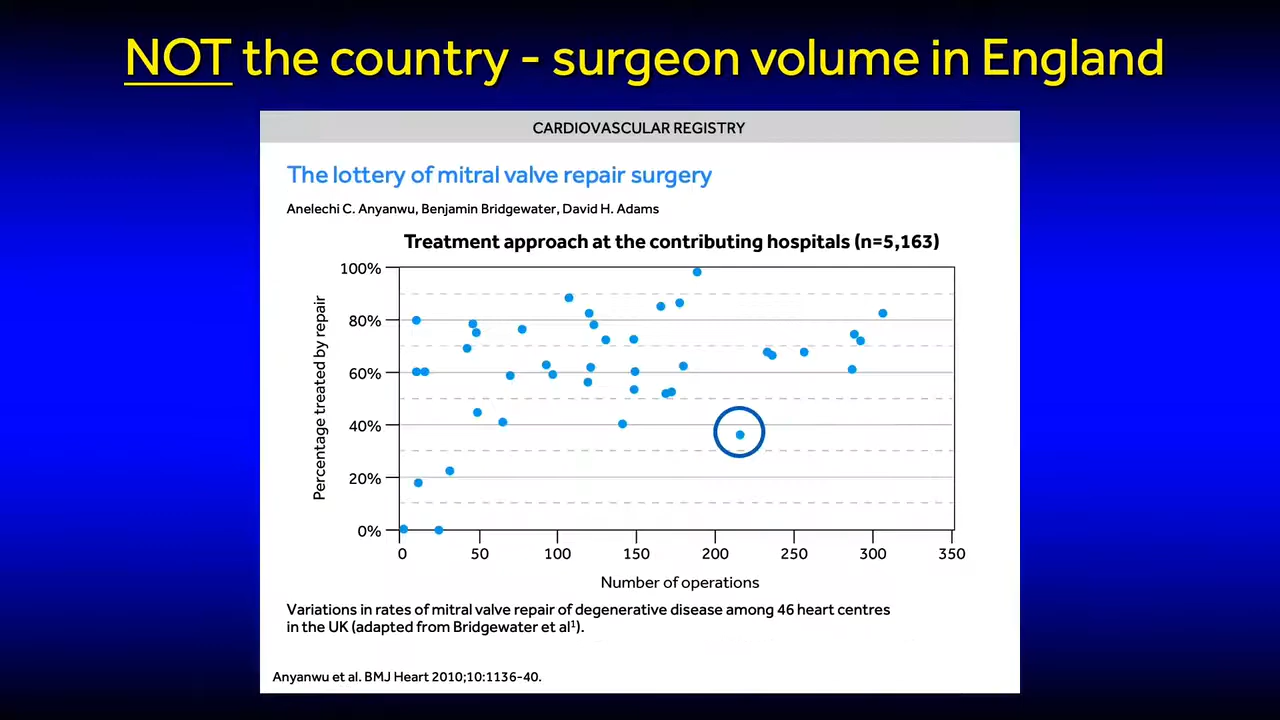 NOT the country - surgeon volume in England
CARDIOVASCULAR REGISTRY
The lottery of mitral valve repair surgery
Anelechi C. Anyanwu, Benjamin Bridgewater, David H. Adams
Treatment approach at the contributing hospitals (n=5,163)
Percentage treated by repair
100%
80%
60%
40%
20%
0%
0 50 100 150 200 250 300 350
Number of operations
Variations in rates of mitral valve repair of degenerative disease among 46 heart centres
in the UK (adapted from Bridgewater et al¹).
Anyanwu et al. BMJ Heart 2010;10:1136-40.